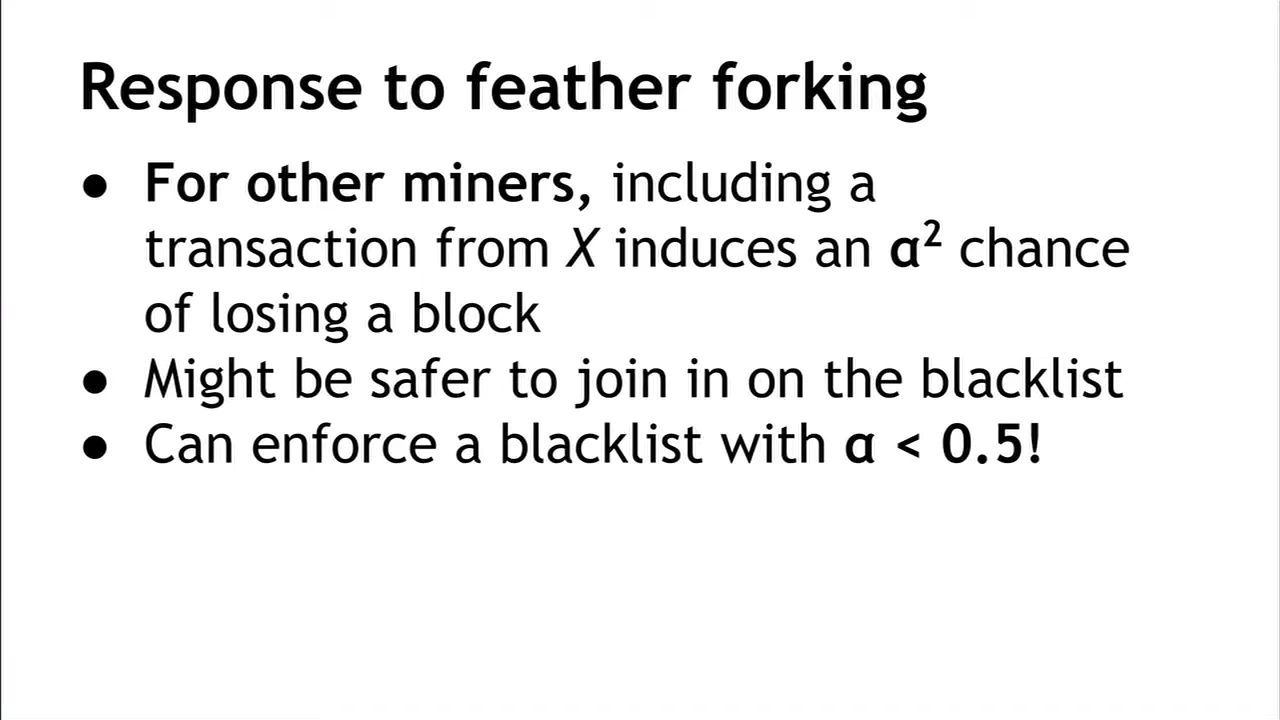 Response to feather forking
● For other miners, including a
transaction from X induces an α² chance
of losing a block
● Might be safer to join in on the blacklist
● Can enforce a blacklist with α < 0.5!